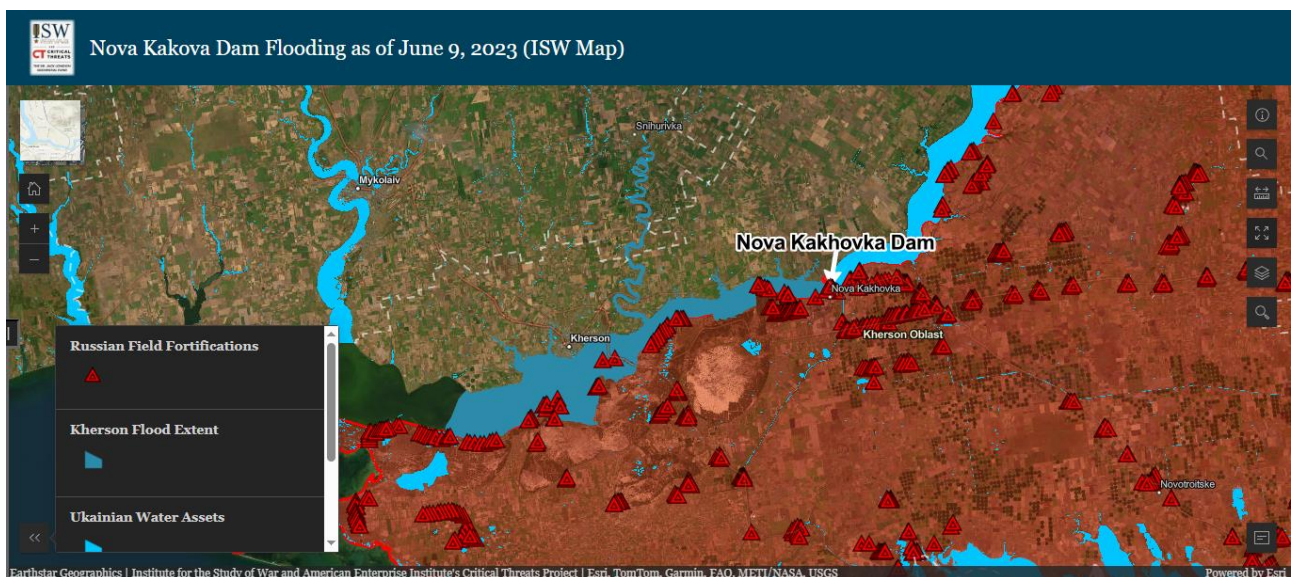 ISW
CRITICAL
CT THREATS
Nova Kakova Dam Flooding as of June 9, 2023 (ISW Map)
Snihurivka
Mykolaiv
Nova Kakhovka Dam
Nova Kakhovka
Kherson
Kherson Oblast
Novotroitske
+
−
Russian Field Fortifications
Kherson Flood Extent
Ukainian Water Assets
Earthstar Geographics | Institute for the Study of War and American Enterprise Institute's Critical Threats Project | Esri, TomTom, Garmin, FAO, METI/NASA, USGS
Powered by Esri